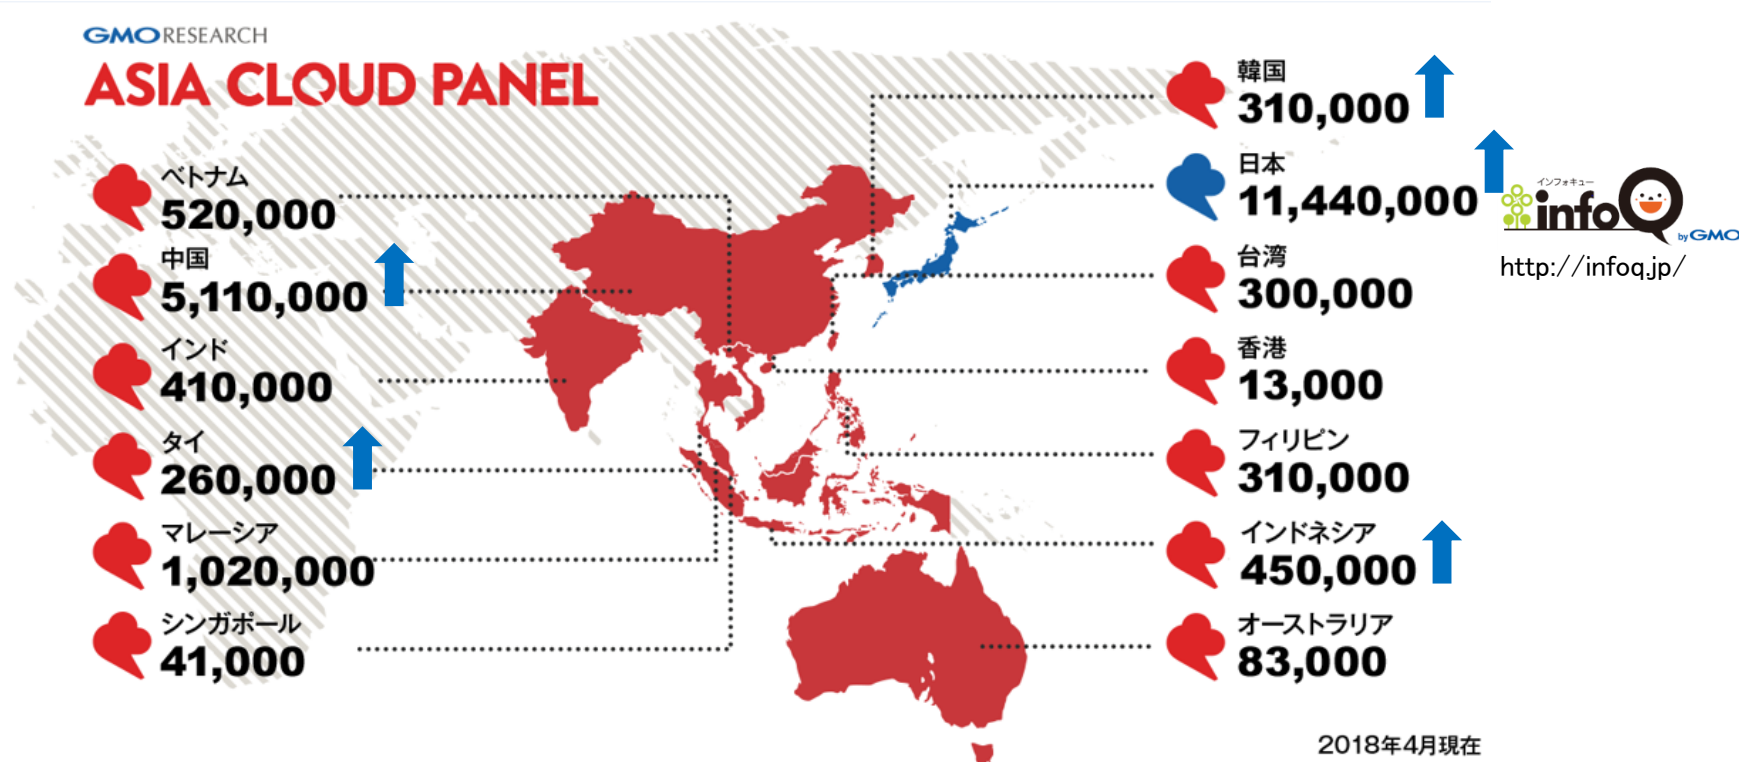 GMO RESEARCH
ASIA CLOUD PANEL
ベトナム
520,000
中国
5,110,000
インド
410,000
タイ
260,000
マレーシア
1,020,000
シンガポール
41,000
韓国
310,000
日本
11,440,000
台湾
300,000
香港
13,000
フィリピン
310,000
インドネシア
450,000
オーストラリア
83,000
インフォキュー
infoQ
by GMO
http://infoq.jp/
2018年4月現在